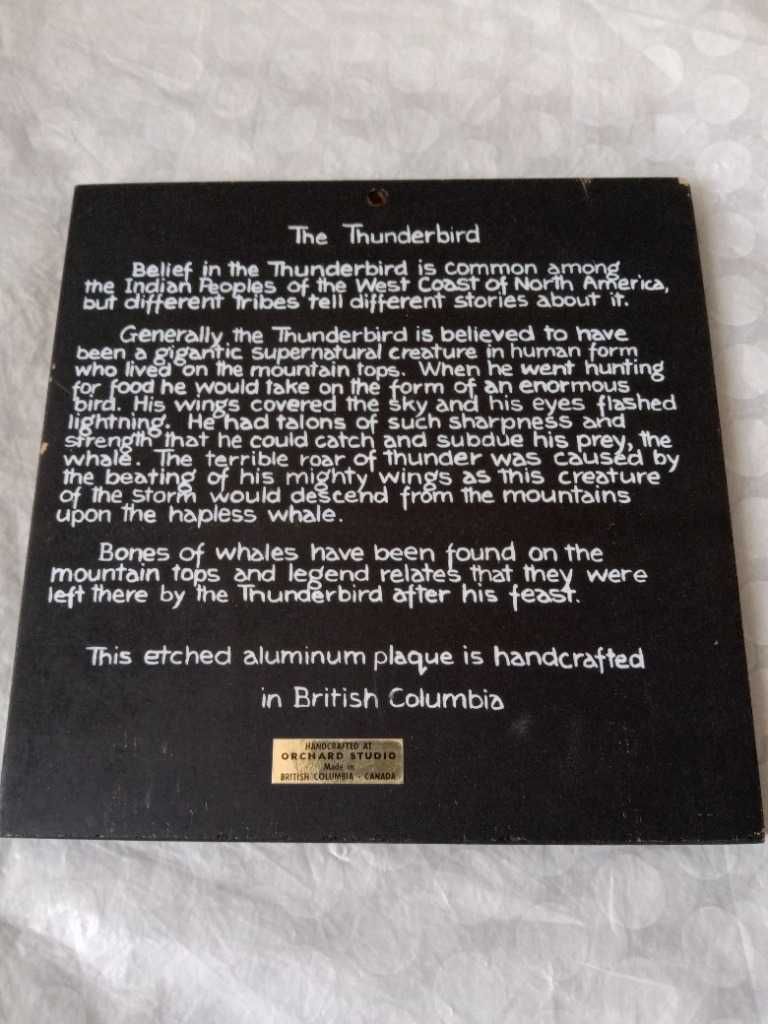 The Thunderbird
Belief in the Thunderbird is common among
the Indian Peoples of the West Coast of North America,
but different Tribes tell different stories about it.
Generally the Thunderbird is believed to have
been a gigantic supernatural creature in human form
who lived on the mountain tops. When he went hunting
for food he would take on the form of an enormous
bird. His wings covered the sky and his eyes flashed
lightning. He had talons of such sharpness and
strength that he could catch and subdue his prey, the
whale. The terrible roar of thunder was caused by
the beating of his mighty wings as this creature
of the storm would descend from the mountains
upon the hapless whale.
Bones of whales have been found on the
mountain tops and legend relates that they were
left there by the Thunderbird after his feast.
This etched aluminum plaque is handcrafted
in British Columbia
HANDCRAFTED AT
ORCHARD STUDIO
Made in
BRITISH COLUMBIA - CANADA